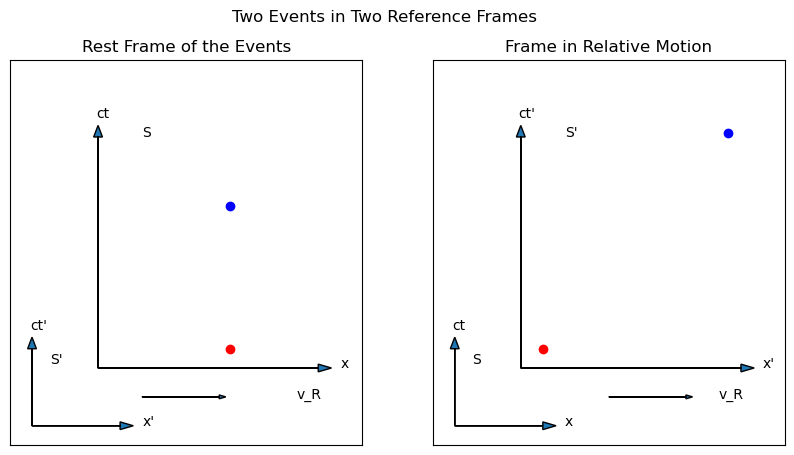 Two Events in Two Reference Frames
Rest Frame of the Events
ct
S
ct'
S'
x
v_R
x'
Frame in Relative Motion
ct'
S'
ct
S
x'
v_R
x